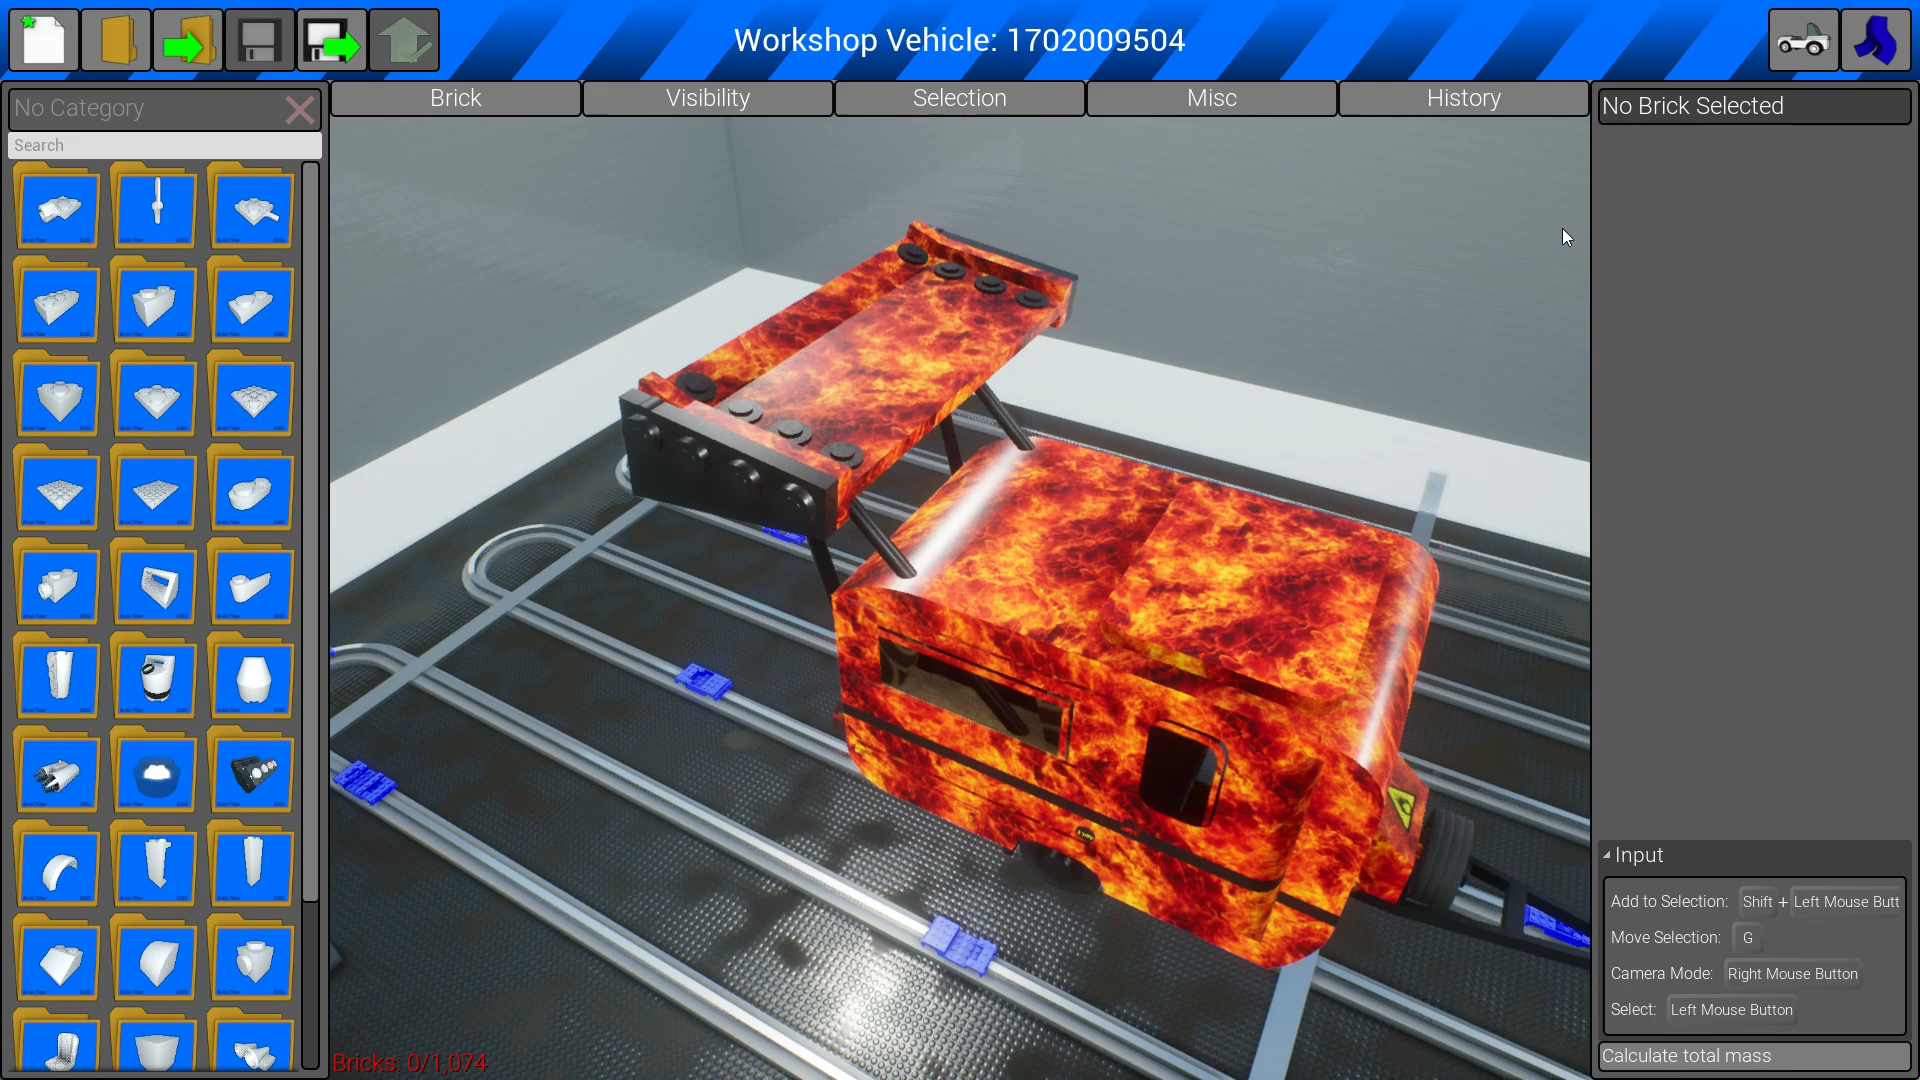 Workshop Vehicle: 1702009504
No Category
Search
Brick
Visibility
Selection
Misc
History
No Brick Selected
Input
Add to Selection: Shift + Left Mouse Butt
Move Selection: G
Camera Mode: Right Mouse Button
Select: Left Mouse Button
Calculate total mass
Bricks: 0/1,074